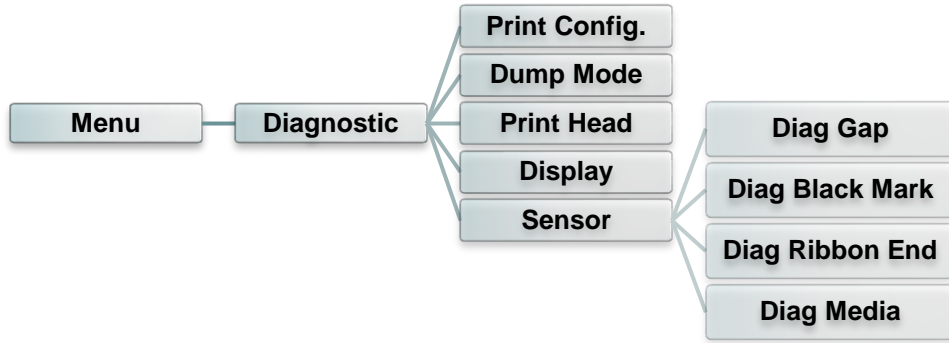 Menu
Diagnostic
Print Config.
Dump Mode
Print Head
Display
Sensor
Diag Gap
Diag Black Mark
Diag Ribbon End
Diag Media